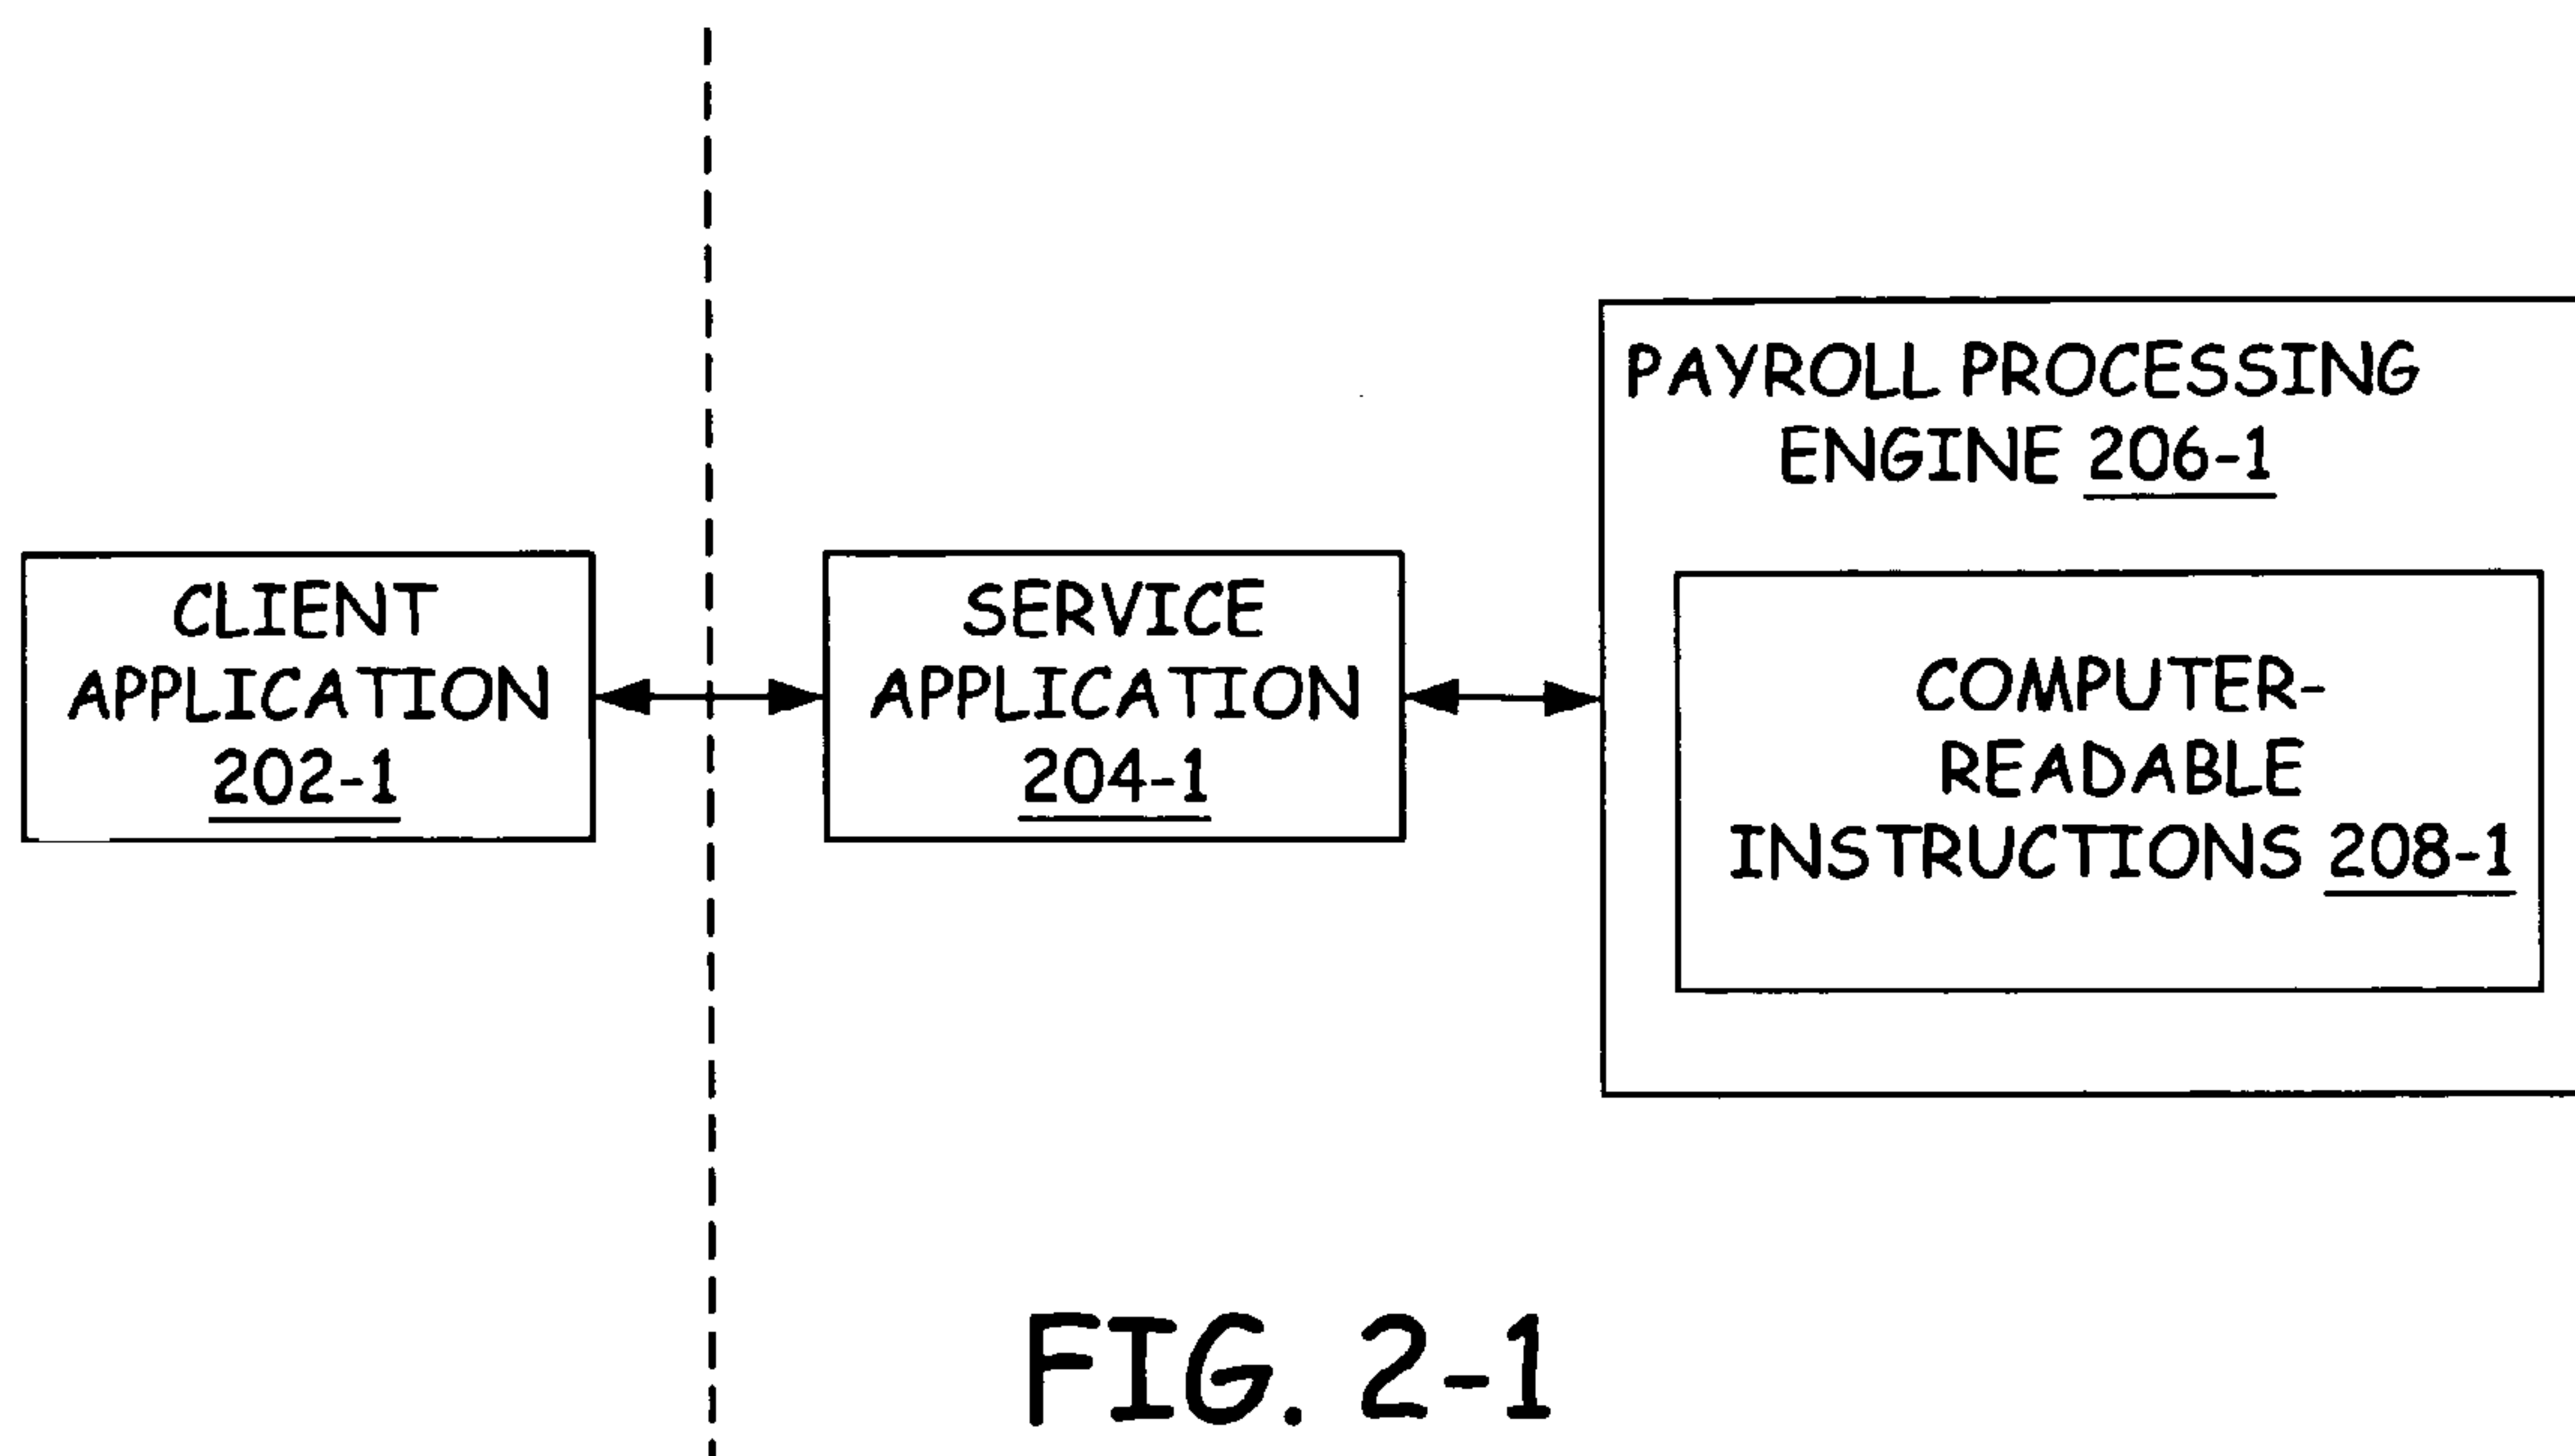 CLIENT
APPLICATION
202-1
SERVICE
APPLICATION
204-1
PAYROLL PROCESSING
ENGINE 206-1
COMPUTER-
READABLE
INSTRUCTIONS 208-1
FIG. 2-1